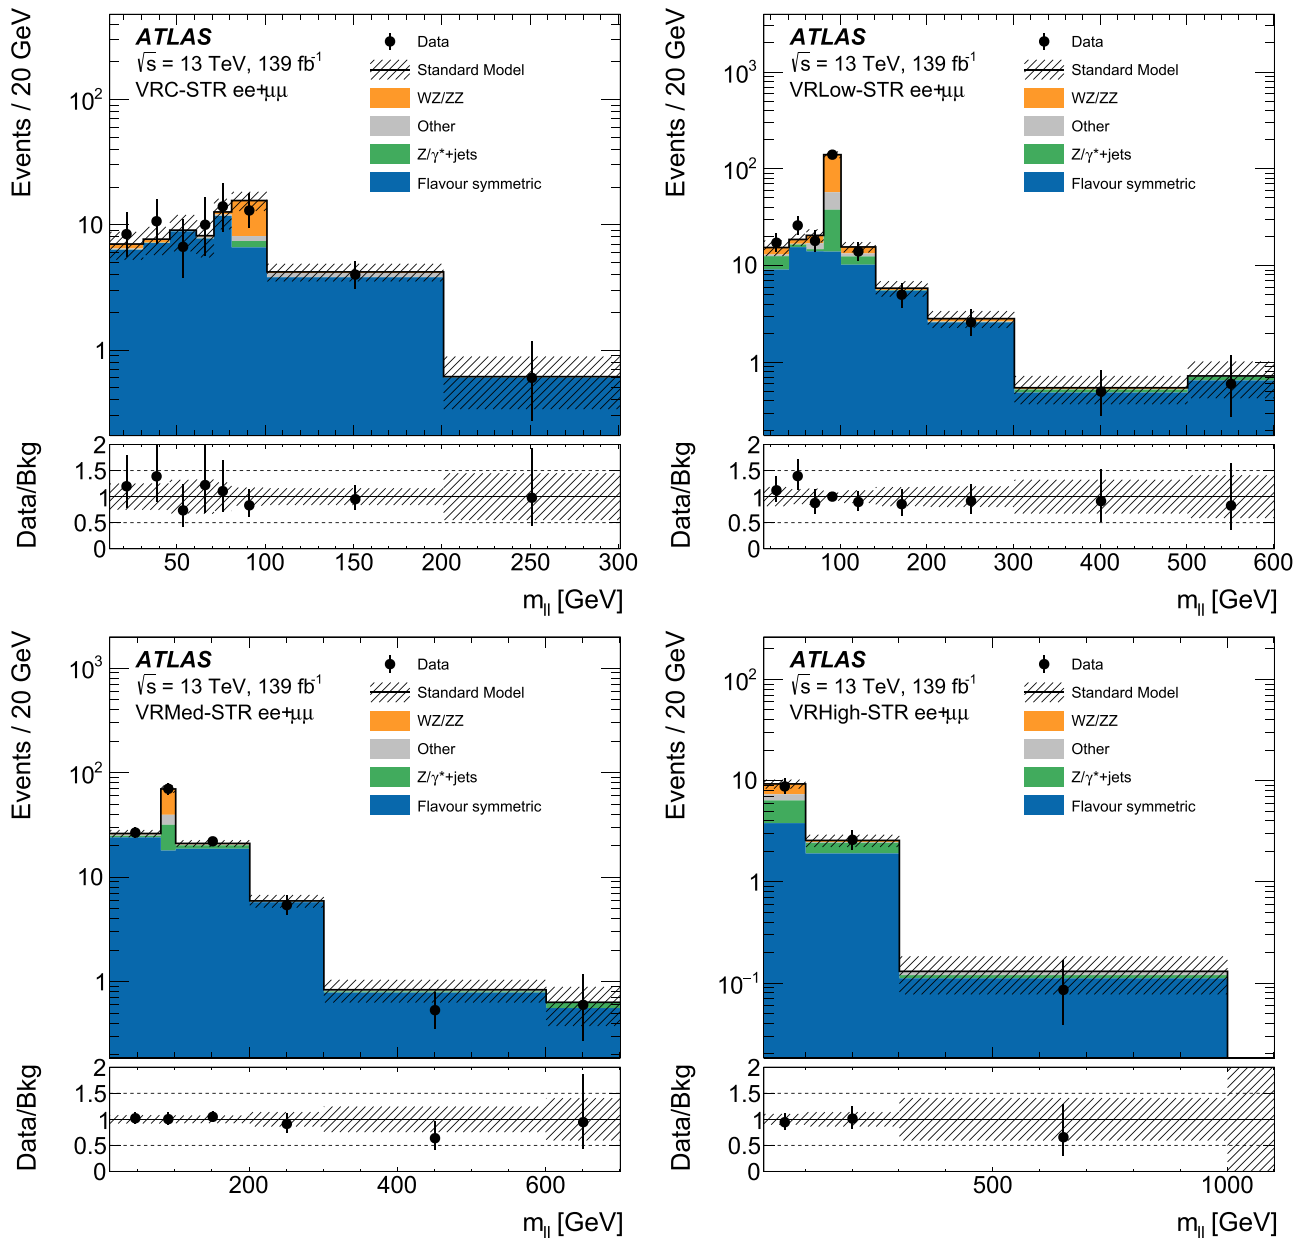 Events / 20 GeV
10²
10
1
ATLAS
√s = 13 TeV, 139 fb⁻¹
VRC-STR ee+μμ
Data
Standard Model
WZ/ZZ
Other
Z/γ*+jets
Flavour symmetric
Data/Bkg
2
1.5
1
0.5
0
50 100 150 200 250 300
m_ll [GeV]
Events / 20 GeV
10³
10²
10
1
ATLAS
√s = 13 TeV, 139 fb⁻¹
VRLow-STR ee+μμ
Data
Standard Model
WZ/ZZ
Other
Z/γ*+jets
Flavour symmetric
Data/Bkg
2
1.5
1
0.5
0
100 200 300 400 500 600
m_ll [GeV]
Events / 20 GeV
10³
10²
10
1
ATLAS
√s = 13 TeV, 139 fb⁻¹
VRMed-STR ee+μμ
Data
Standard Model
WZ/ZZ
Other
Z/γ*+jets
Flavour symmetric
Data/Bkg
2
1.5
1
0.5
0
200 400 600
m_ll [GeV]
Events / 20 GeV
10²
10
1
10⁻¹
ATLAS
√s = 13 TeV, 139 fb⁻¹
VRHigh-STR ee+μμ
Data
Standard Model
WZ/ZZ
Other
Z/γ*+jets
Flavour symmetric
Data/Bkg
2
1.5
1
0.5
0
500 1000
m_ll [GeV]